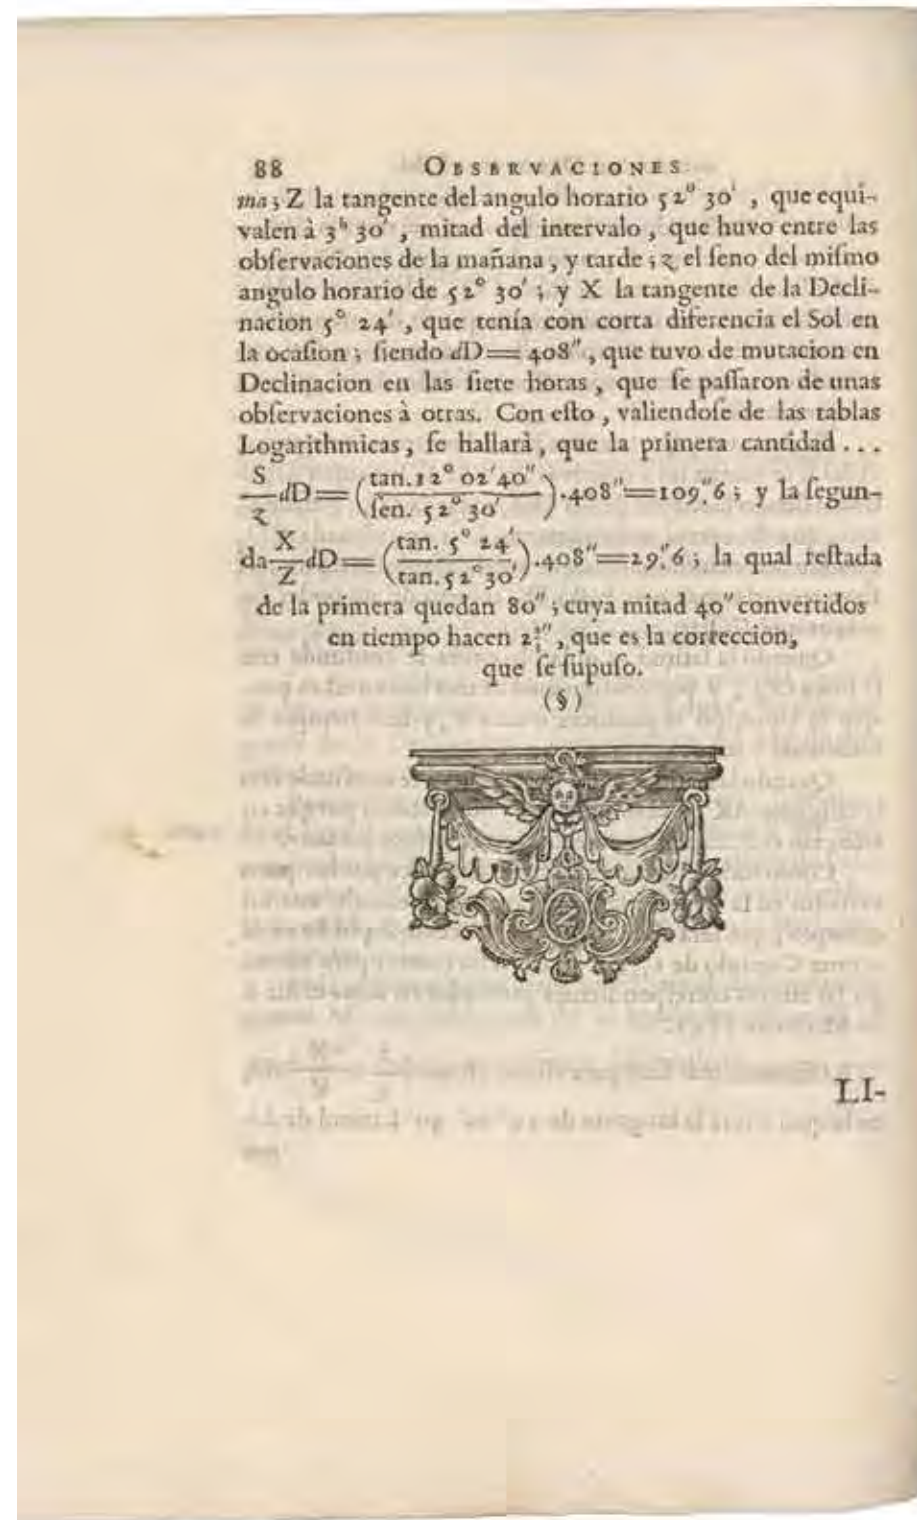 88 OBSERVACIONES
ma; Z la tangente del angulo horario 52° 30', que equi-
valen à 3ʰ 30', mitad del intervalo, que huvo entre las
obſervaciones de la mañana, y tarde; z el ſeno del miſmo
angulo horario de 52° 30'; y X la tangente de la Decli-
nacion 5° 24', que tenía con corta diferencia el Sol en
la ocaſion; ſiendo dD=408'', que tuvo de mutacion en
Declinacion en las ſiete horas, que ſe paſſaron de unas
obſervaciones à otras. Con eſto, valiendoſe de las tablas
Logarithmicas, ſe hallarà, que la primera cantidad...
S/z dD=(tan. 12° 02' 40''/ſen. 52° 30').408''=109.''6; y la ſegun-
da X/Z dD=(tan. 5° 24'/tan. 52° 30').408''=29.''6; la qual reſtada
de la primera quedan 80''; cuya mitad 40'' convertidos
en tiempo hacen 2 '', que es la correccion,
que ſe ſupuſo.
(§)
LI-